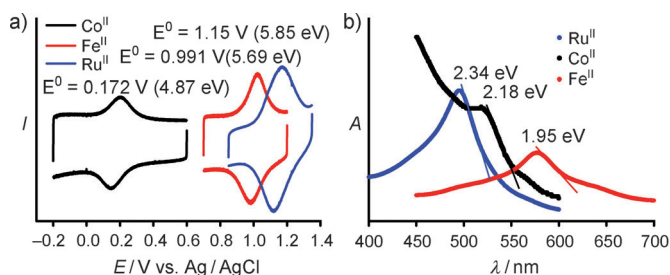 a)
Co^II
Fe^II
Ru^II
E^0 = 1.15 V (5.85 eV)
E^0 = 0.991 V(5.69 eV)
E^0 = 0.172 V (4.87 eV)
I
−0.2 0.0 0.2 0.4 0.6 0.8 1.0 1.2 1.4
E / V vs. Ag / AgCl
b)
Ru^II
Co^II
Fe^II
2.34 eV
2.18 eV
1.95 eV
A
400 450 500 550 600 650 700
λ / nm